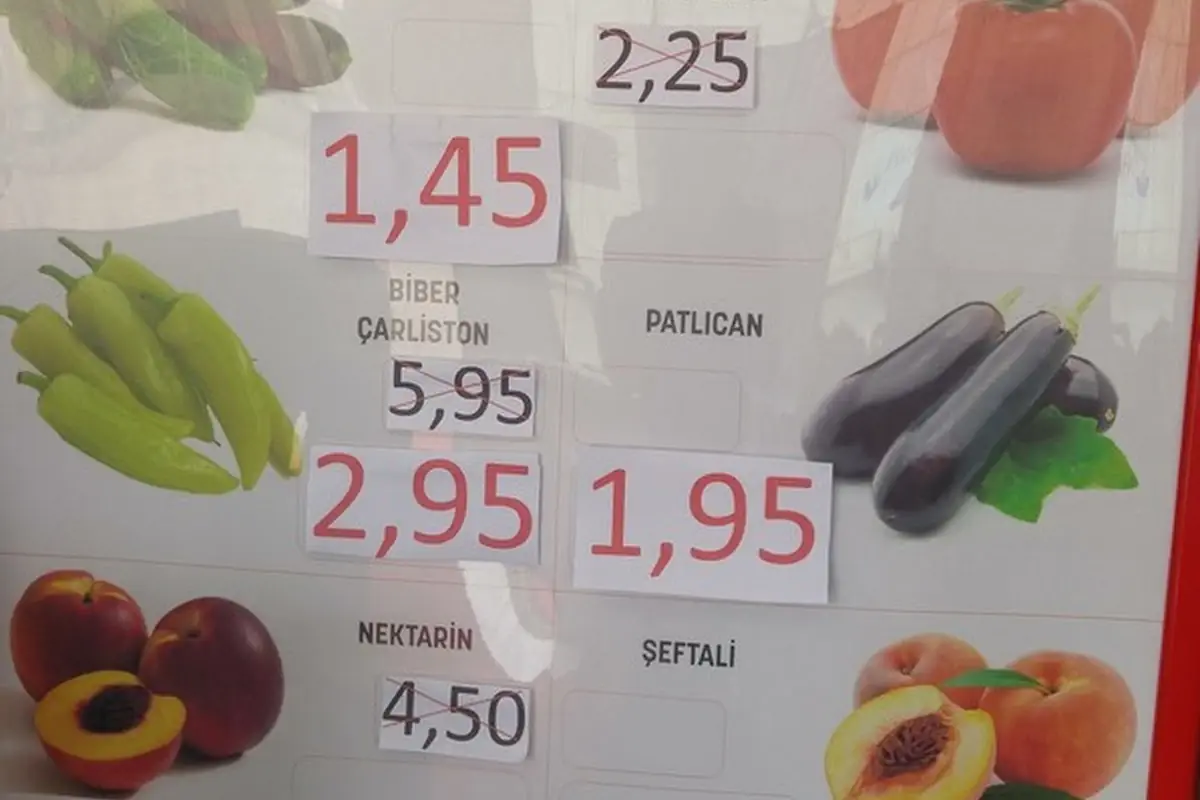 2,25
1,45
BİBER
ÇARLİSTON
5,95
2,95
PATLICAN
1,95
NEKTARİN
4,50
ŞEFTALİ